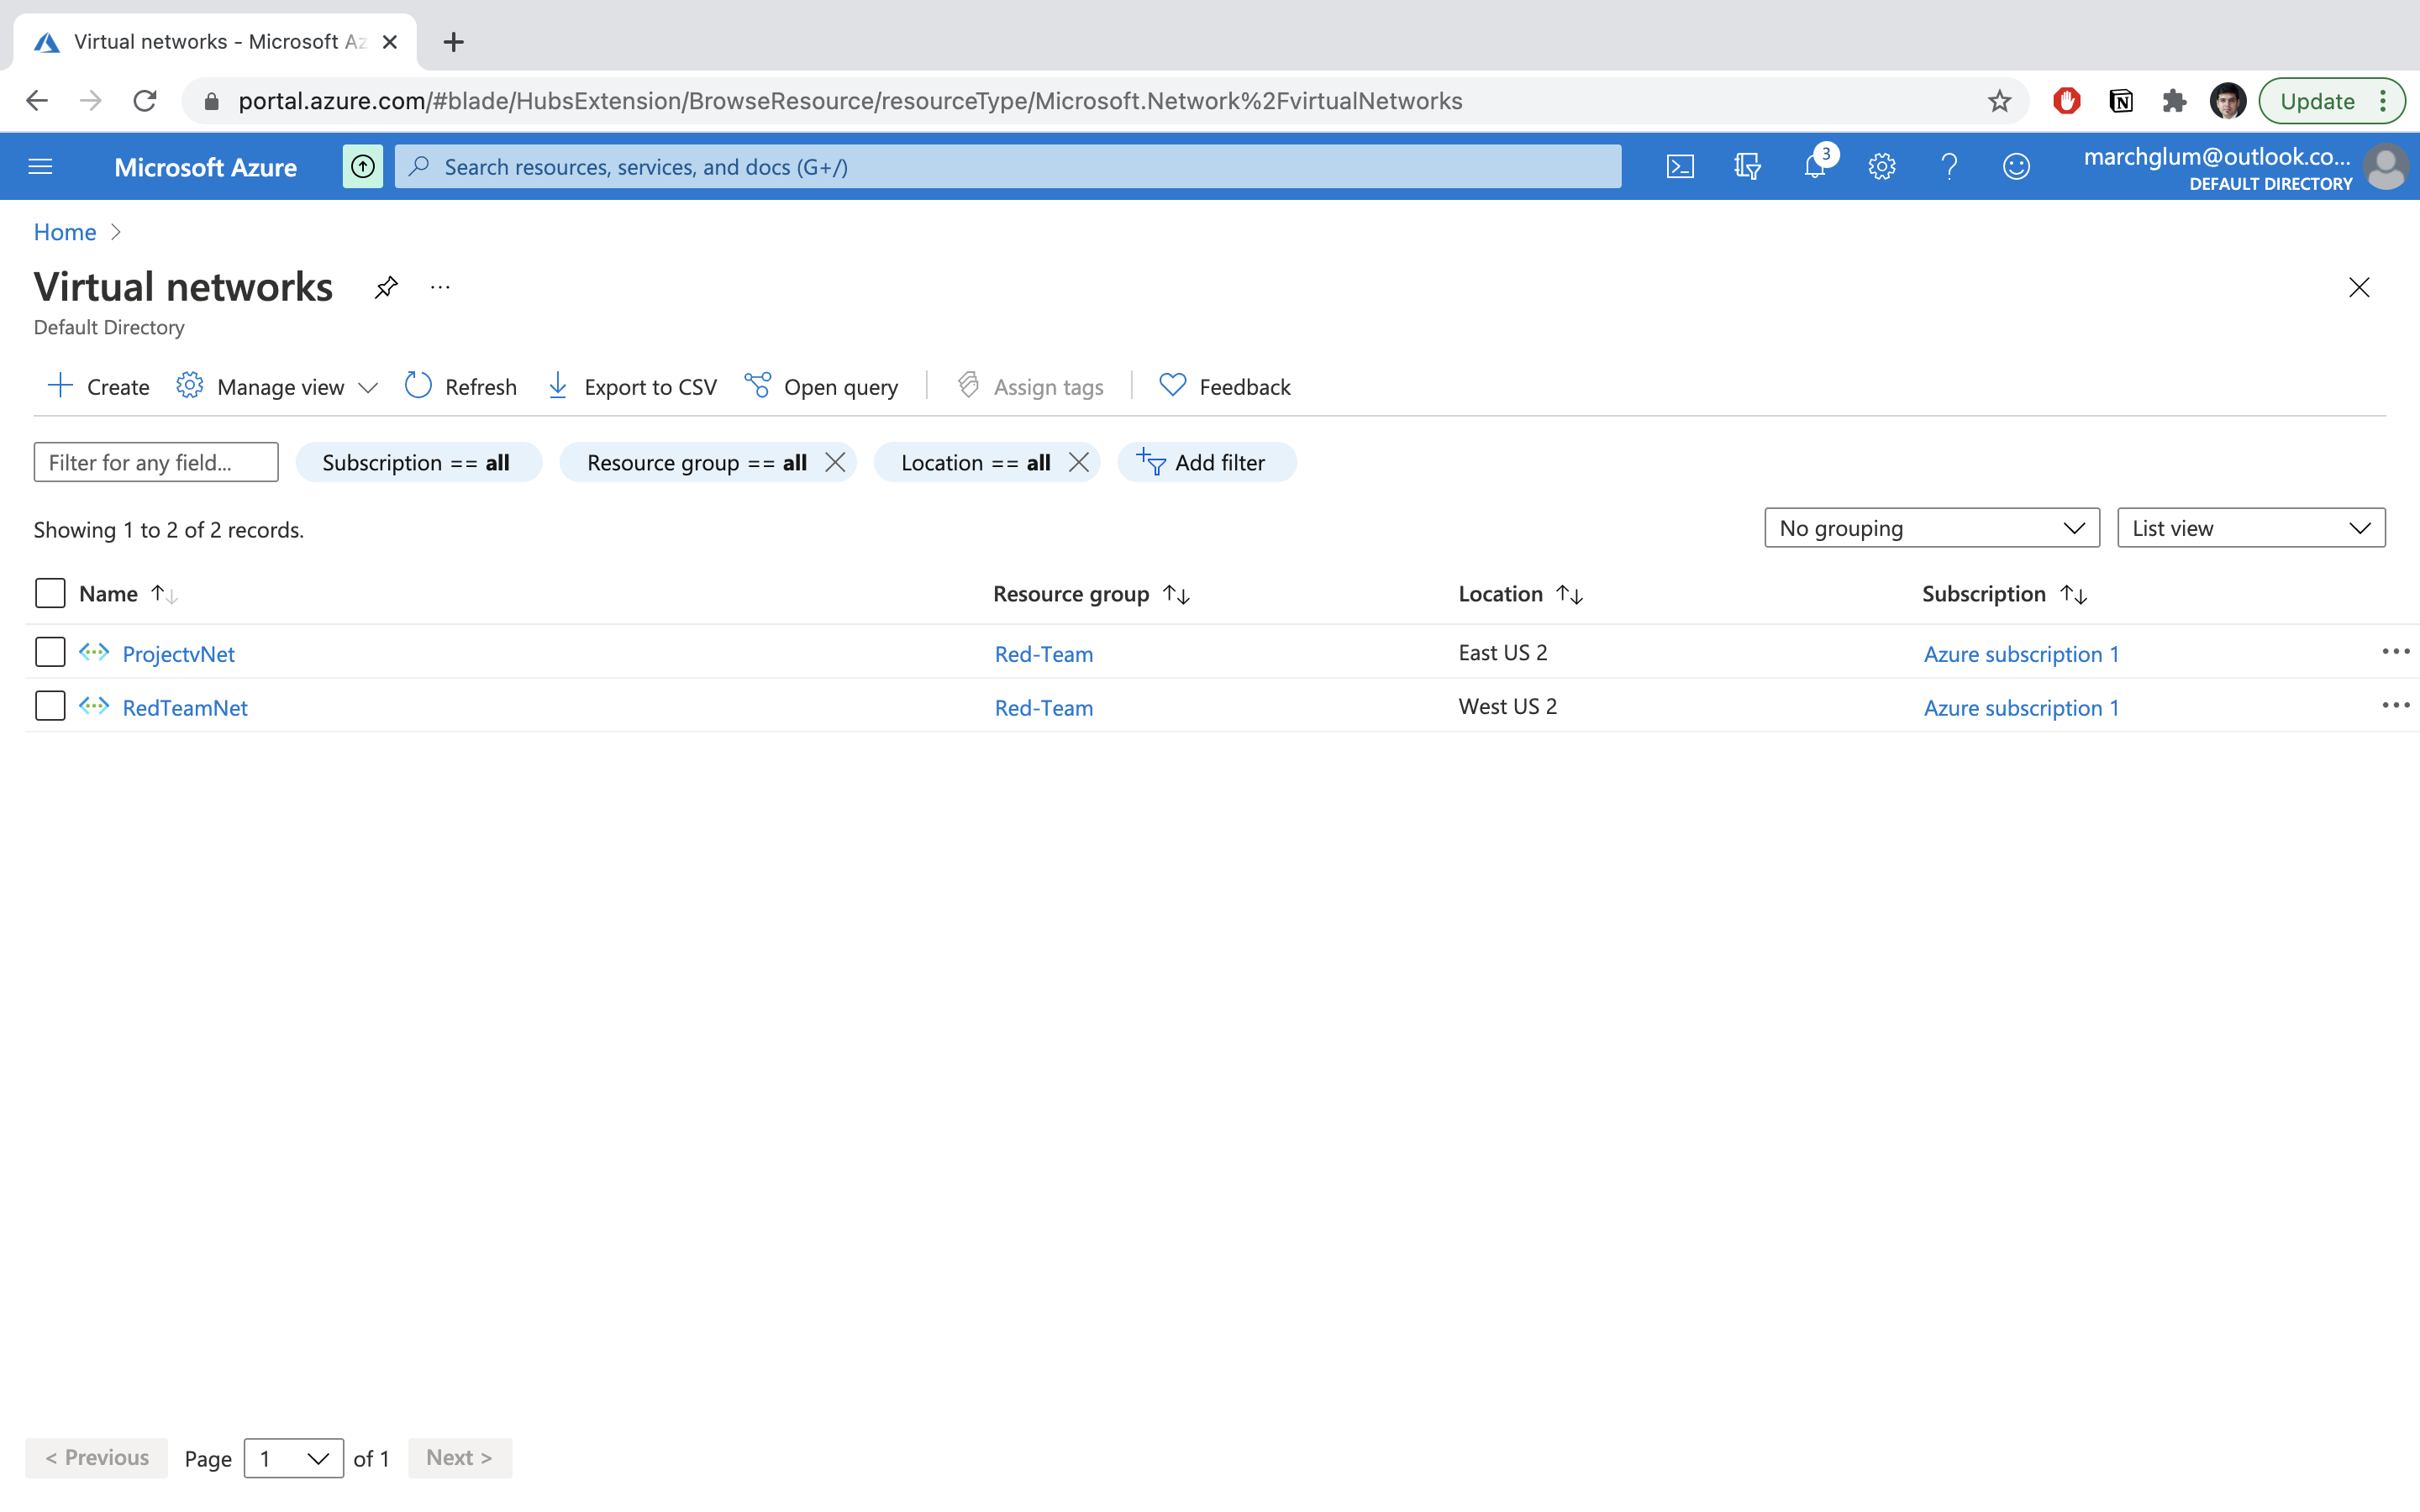 Virtual networks - Microsoft Az
portal.azure.com/#blade/HubsExtension/BrowseResource/resourceType/Microsoft.Network%2FvirtualNetworks
Update
Microsoft Azure
Search resources, services, and docs (G+/)
3
marchglum@outlook.co...
DEFAULT DIRECTORY
Home
Virtual networks
Default Directory
Create
Manage view
Refresh
Export to CSV
Open query
Assign tags
Feedback
Filter for any field...
Subscription == all
Resource group == all
Location == all
Add filter
Showing 1 to 2 of 2 records.
No grouping
List view
Name
Resource group
Location
Subscription
ProjectvNet Red-Team East US 2 Azure subscription 1
RedTeamNet Red-Team West US 2 Azure subscription 1
< Previous Page 1 of 1 Next >